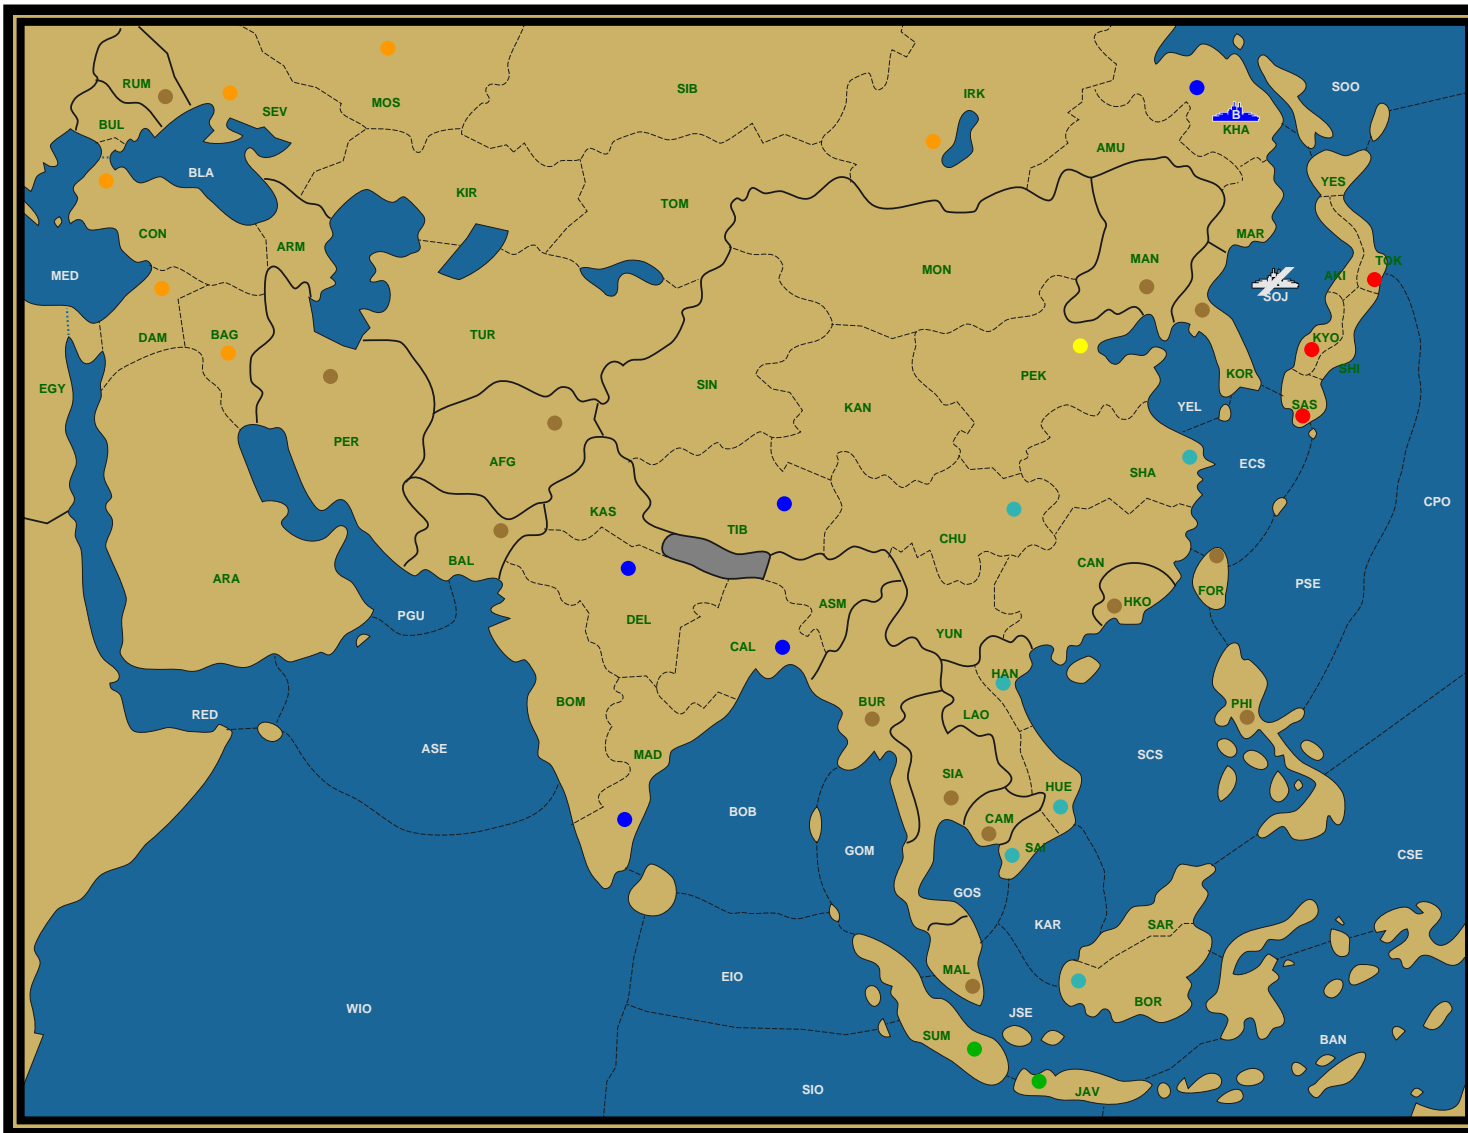 RUM
SEV
MOS
SIB
IRK
SOO
BUL
B
KHA
AMU
BLA
YES
KIR
TOM
CON
ARM
MAR
MED
MON
MAN
AKI
TOK
SOJ
DAM
BAG
TUR
KYO
SHI
EGY
SIN
KAN
PEK
KOR
YEL
SAS
PER
AFG
SHA
ECS
CPO
KAS
TIB
CHU
BAL
CAN
ARA
PGU
DEL
ASM
HKO
FOR
PSE
CAL
YUN
HAN
RED
BOM
BUR
LAO
PHI
ASE
MAD
SCS
SIA
HUE
BOB
CAM
GOM
SAI
CSE
GOS
KAR
SAR
EIO
MAL
BOR
WIO
JSE
SUM
BAN
SIO
JAV